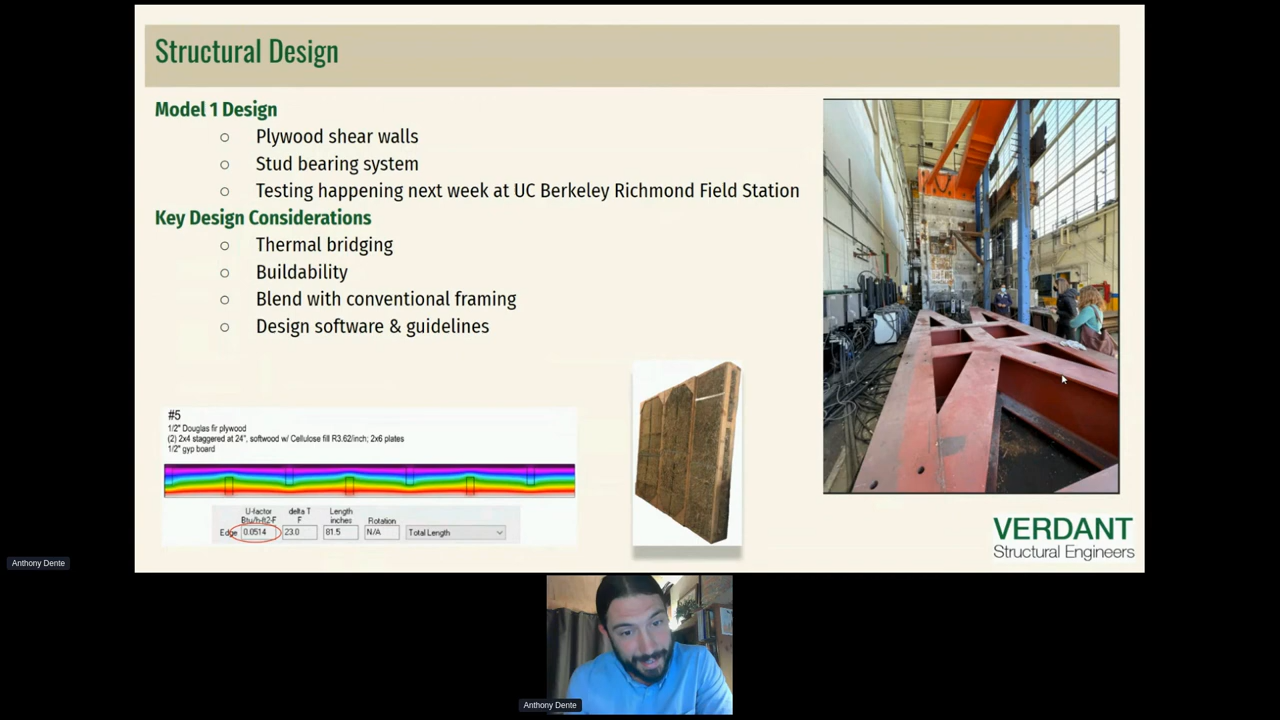 Structural Design
Model 1 Design
○ Plywood shear walls
○ Stud bearing system
○ Testing happening next week at UC Berkeley Richmond Field Station
Key Design Considerations
○ Thermal bridging
○ Buildability
○ Blend with conventional framing
○ Design software & guidelines
#5
1/2" Douglas fir plywood
(2) 2x4 staggered at 24", softwood w/ Cellulose fill R3.62/inch; 2x6 plates
1/2" gyp board
U-factor delta T Length
Btu/h-ft2-F F inches Rotation
Edge 0.0514 23.0 81.5 N/A Total Length
VERDANT
Structural Engineers
Anthony Dente
Anthony Dente